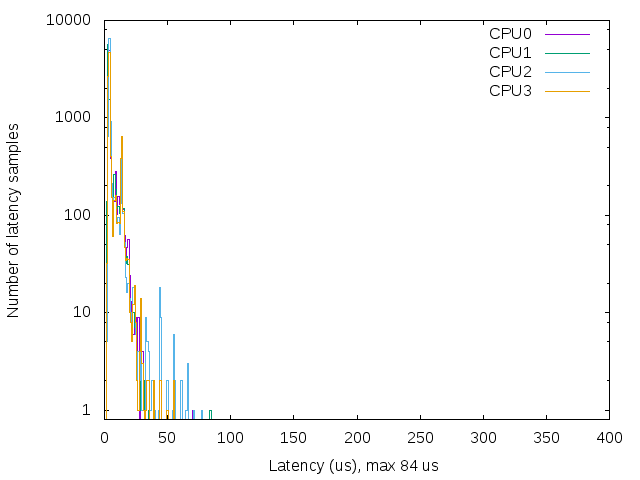 10000
1000
100
10
1
Number of latency samples
CPU0
CPU1
CPU2
CPU3
0 50 100 150 200 250 300 350 400
Latency (us), max 84 us